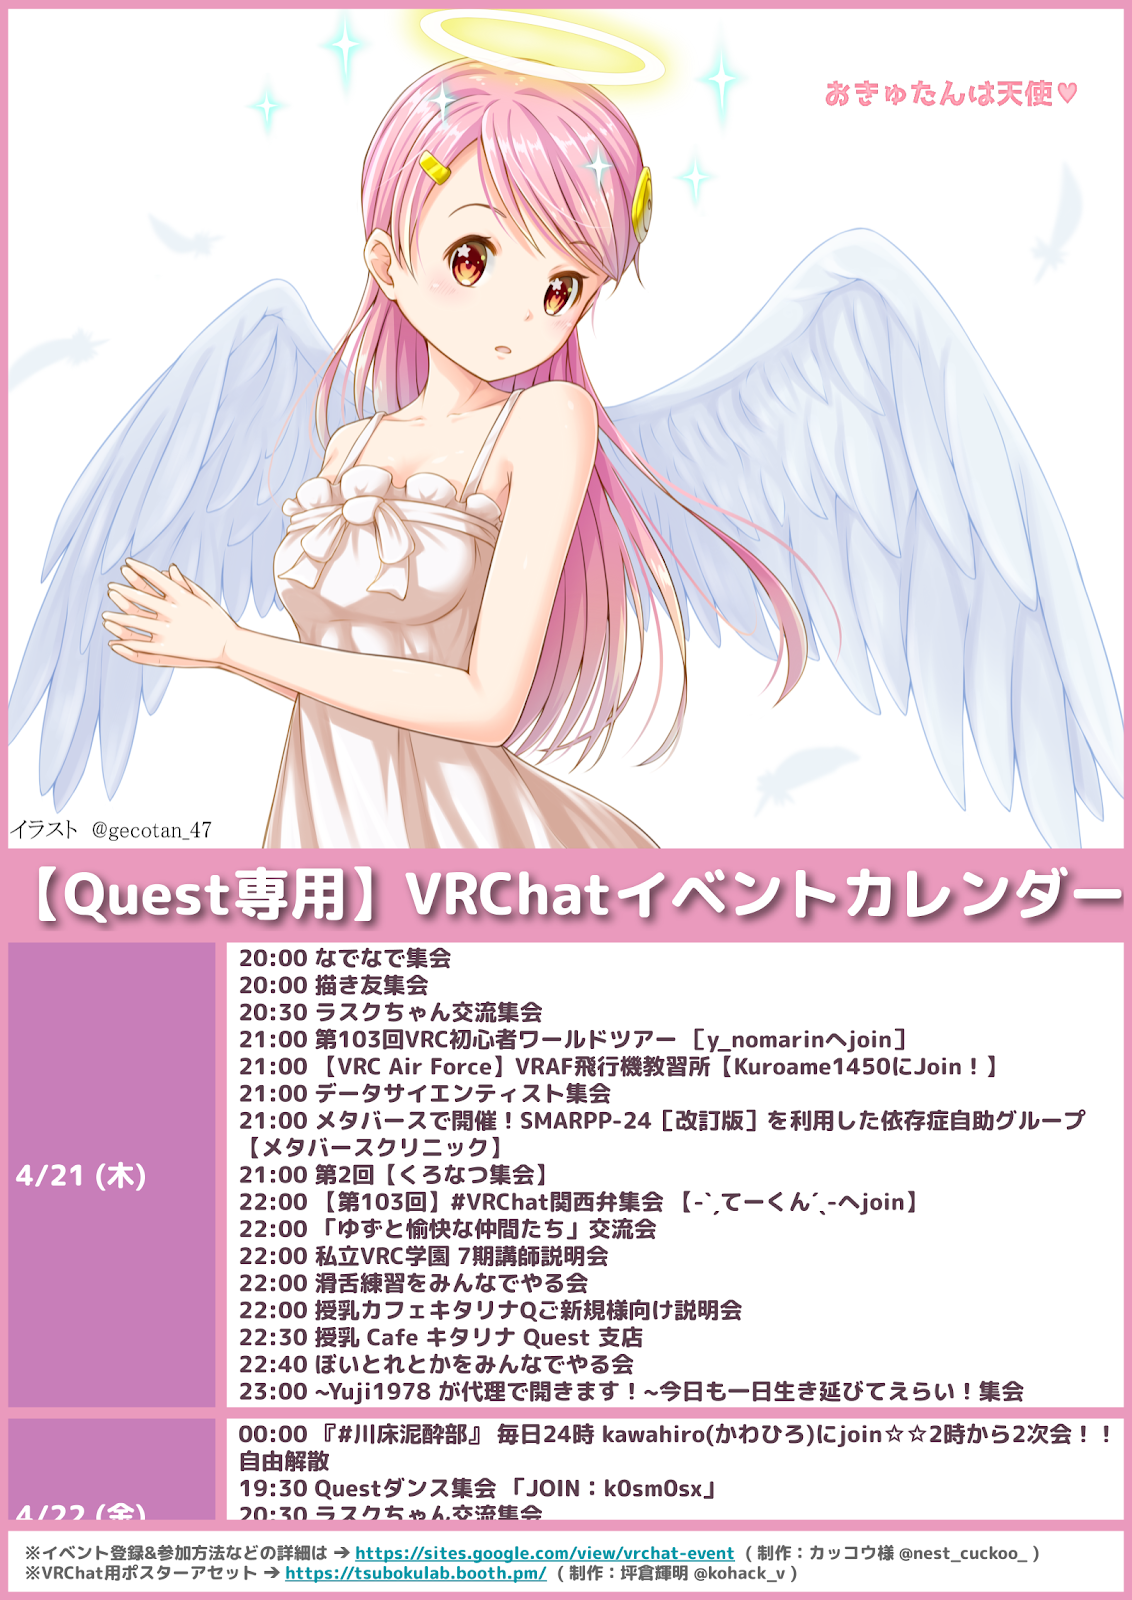 おきゅたんは天使♥
イラスト　@gecotan_47
【Quest専用】VRChatイベントカレンダー
4/21 (木)
20:00 なでなで集会
20:00 描き友集会
20:30 ラスクちゃん交流集会
21:00 第103回VRC初心者ワールドツアー ［y_nomarinへjoin］
21:00 【VRC Air Force】VRAF飛行機教習所【Kuroame1450にJoin！】
21:00 データサイエンティスト集会
21:00 メタバースで開催！SMARPP-24［改訂版］を利用した依存症自助グループ
【メタバースクリニック】
21:00 第2回【くろなつ集会】
22:00 【第103回】#VRChat関西弁集会 【-ˋˏてーくんˊˎ-へjoin】
22:00 「ゆずと愉快な仲間たち」交流会
22:00 私立VRC学園 7期講師説明会
22:00 滑舌練習をみんなでやる会
22:00 授乳カフェキタリナQご新規様向け説明会
22:30 授乳 Cafe キタリナ Quest 支店
22:40 ぼいとれとかをみんなでやる会
23:00 ~Yuji1978 が代理で開きます！~今日も一日生き延びてえらい！集会
4/22 (金)
00:00 『#川床泥酔部』 毎日24時 kawahiro(かわひろ)にjoin☆☆2時から2次会！！
自由解散
19:30 Questダンス集会 「JOIN：k0sm0sx」
20:30 ラスクちゃん交流集会
※イベント登録&参加方法などの詳細は → https://sites.google.com/view/vrchat-event （ 制作：カッコウ様 @nest_cuckoo_ ）
※VRChat用ポスターアセット → https://tsubokulab.booth.pm/ （ 制作：坪倉輝明 @kohack_v ）